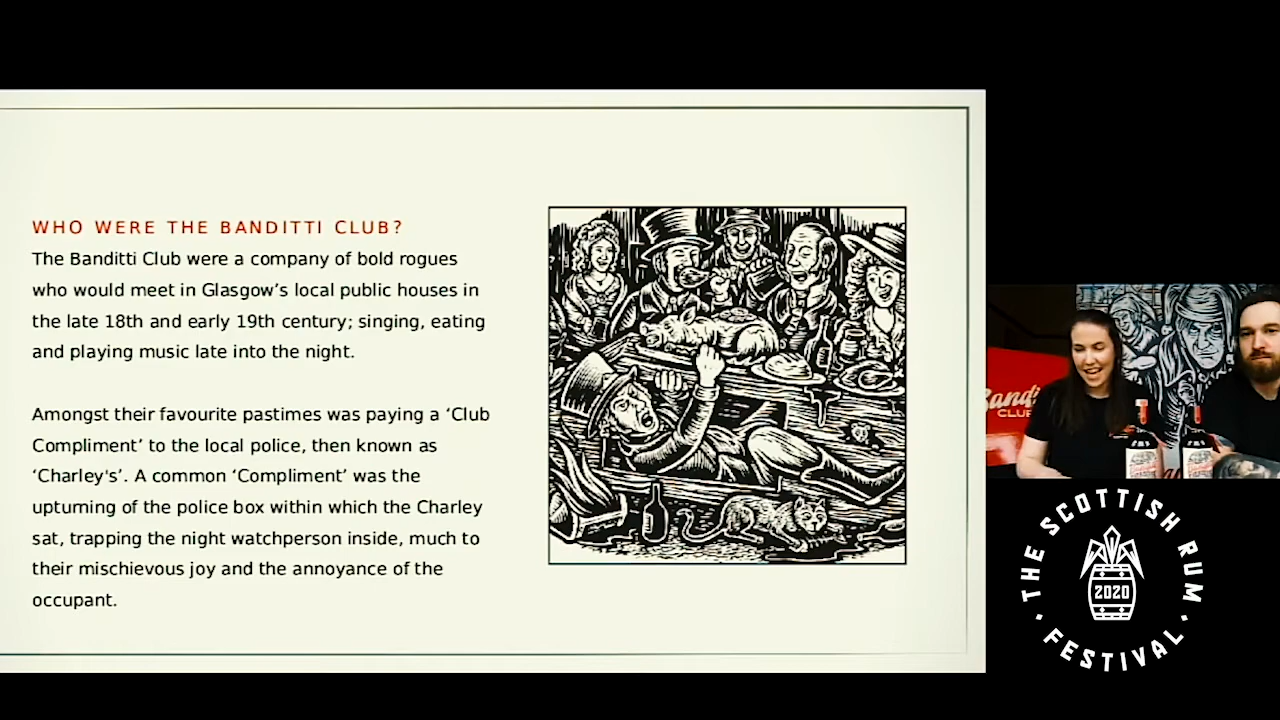 WHO WERE THE BANDITTI CLUB?
The Banditti Club were a company of bold rogues
who would meet in Glasgow’s local public houses in
the late 18th and early 19th century; singing, eating
and playing music late into the night.
Amongst their favourite pastimes was paying a ‘Club
Compliment’ to the local police, then known as
‘Charley's’. A common ‘Compliment’ was the
upturning of the police box within which the Charley
sat, trapping the night watchperson inside, much to
their mischievous joy and the annoyance of the
occupant.
CLUB
THE SCOTTISH RUM
2020
· FESTIVAL ·